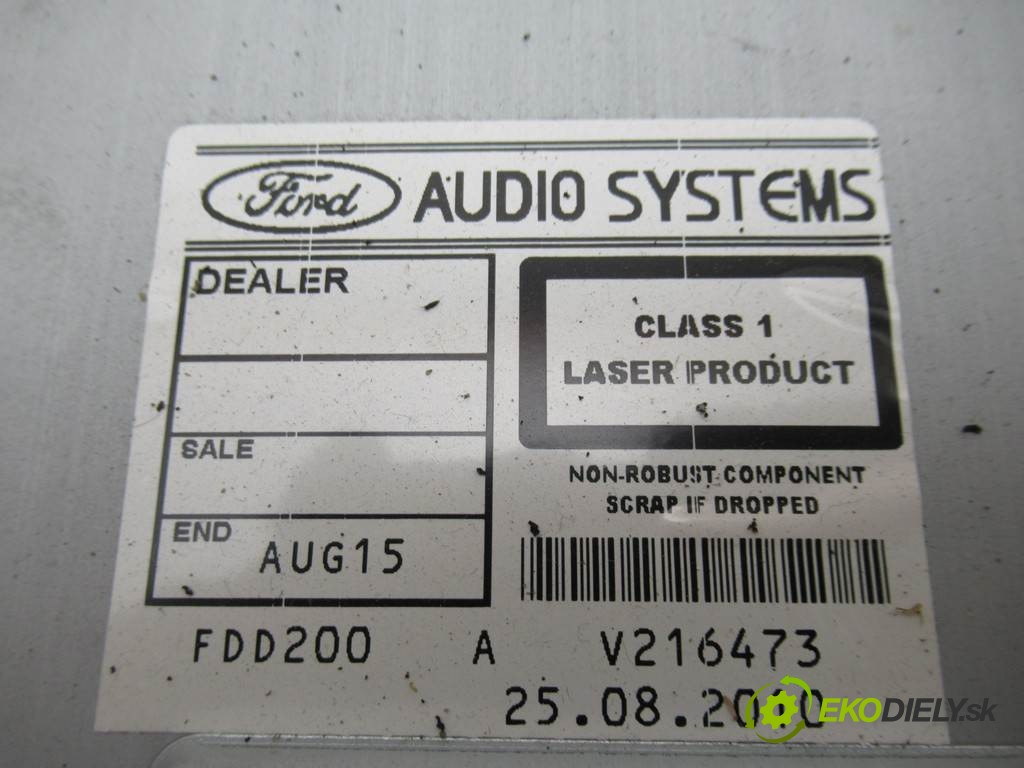 Ford AUDIO SYSTEMS
DEALER
SALE
END
AUG15
CLASS 1
LASER PRODUCT
NON-ROBUST COMPONENT
SCRAP IF DROPPED
FDD200 A V216473
25.08.2010
EKODIELY.sk